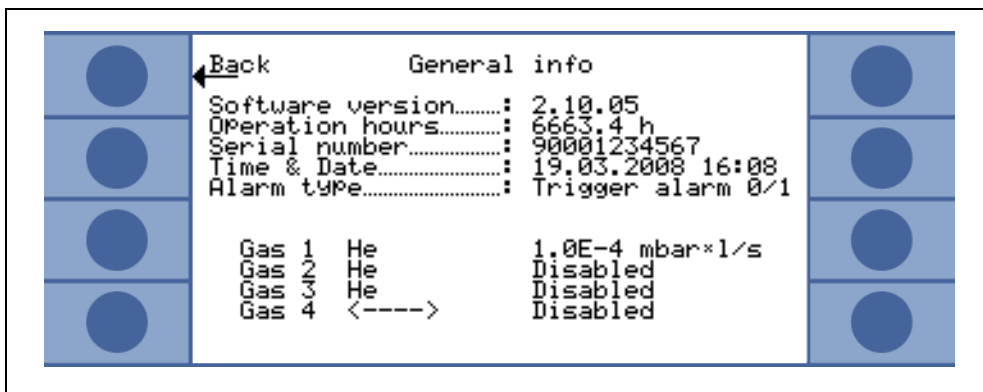 Back General info
Software version.......: 2.10.05
Operation hours........: 6663.4 h
Serial number..........: 90001234567
Time & Date............: 19.03.2008 16:08
Alarm type.............: Trigger alarm 0/1
Gas 1 He 1.0E-4 mbar*l/s
Gas 2 He Disabled
Gas 3 He Disabled
Gas 4 <----> Disabled